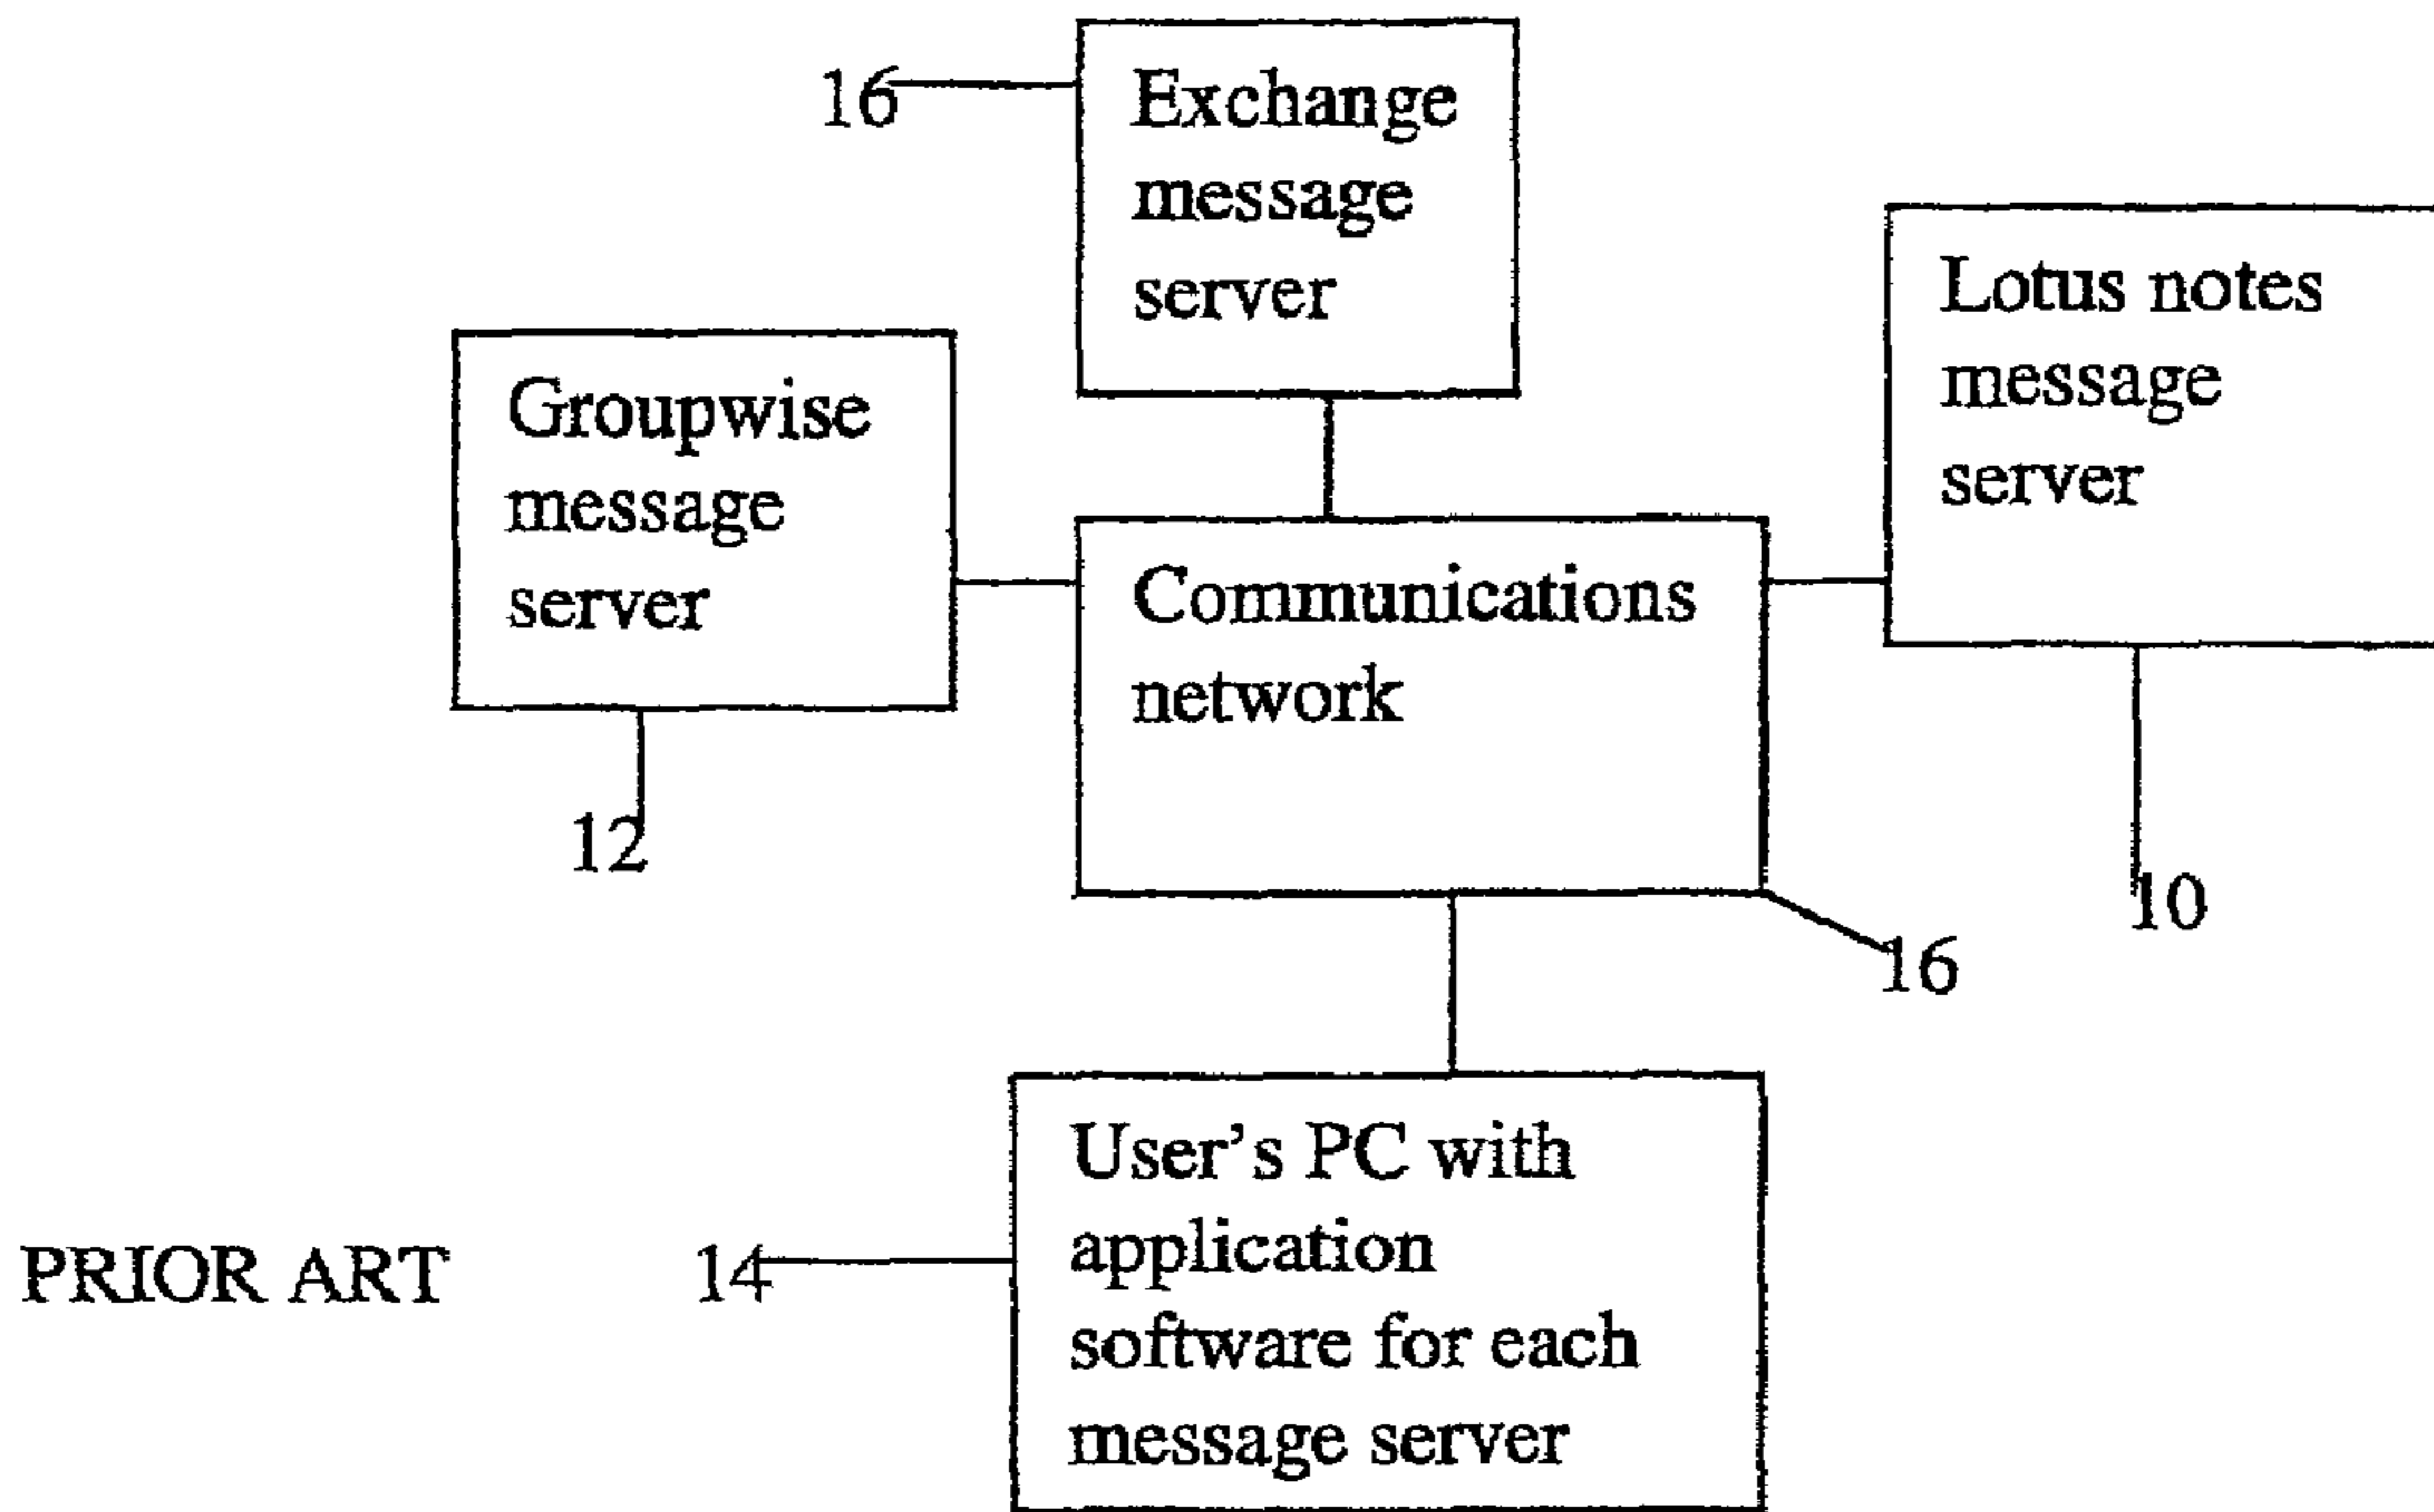 16
Exchange
message
server
Lotus notes
message
server
10
Groupwise
message
server
12
Communications
network
16
User's PC with
application
software for each
message server
14
PRIOR ART